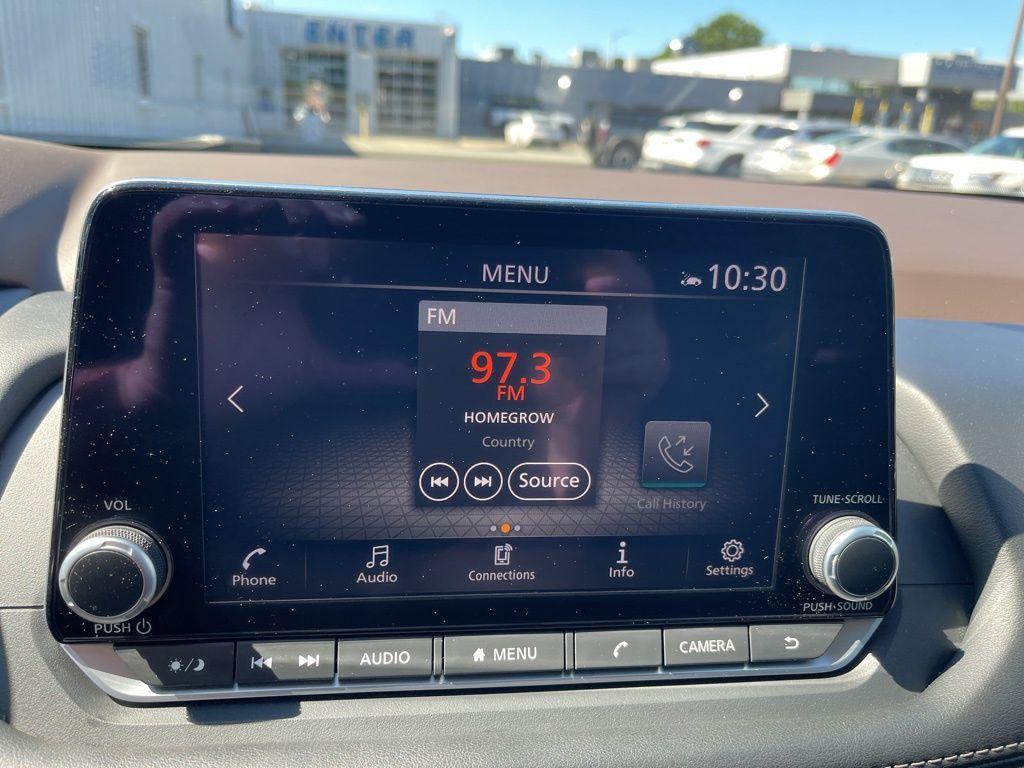 ENTER
MENU
10:30
FM
97.3
FM
HOMEGROW
Country
Source
Call History
Phone
Audio
Connections
Info
Settings
VOL
PUSH
TUNE·SCROLL
PUSH·SOUND
AUDIO
MENU
CAMERA